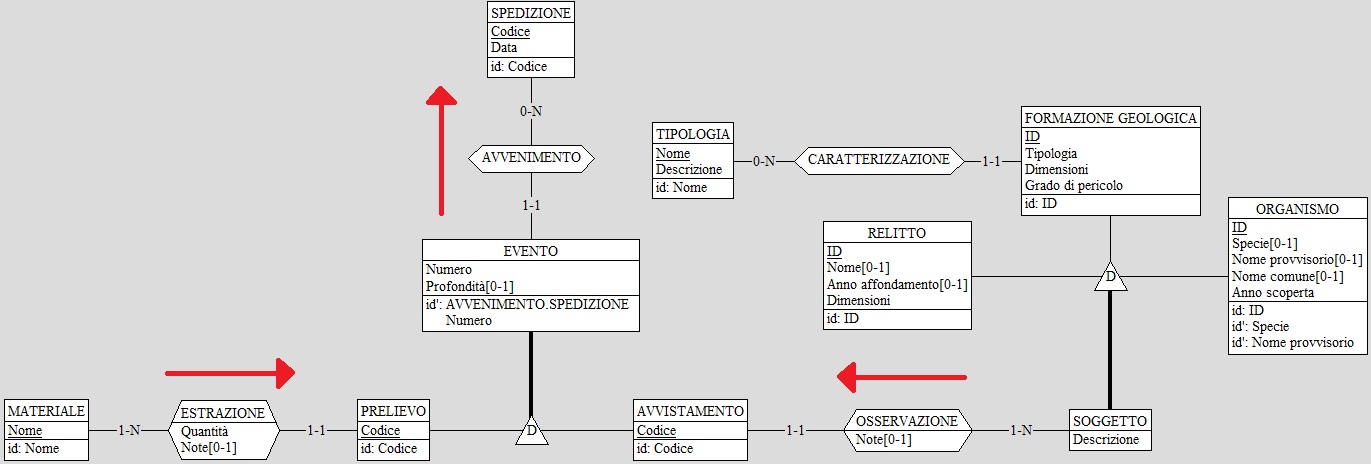 SPEDIZIONE
Codice
Data
id: Codice
0-N
AVVENIMENTO
1-1
EVENTO
Numero
Profondità[0-1]
id': AVVENIMENTO.SPEDIZIONE
Numero
TIPOLOGIA
Nome
Descrizione
id: Nome
0-N
CARATTERIZZAZIONE
1-1
FORMAZIONE GEOLOGICA
ID
Tipologia
Dimensioni
Grado di pericolo
id: ID
RELITTO
ID
Nome[0-1]
Anno affondamento[0-1]
Dimensioni
id: ID
D
ORGANISMO
ID
Specie[0-1]
Nome provvisorio[0-1]
Nome comune[0-1]
Anno scoperta
id: ID
id': Specie
id': Nome provvisorio
MATERIALE
Nome
id: Nome
1-N
ESTRAZIONE
Quantità
Note[0-1]
1-1
PRELIEVO
Codice
id: Codice
D
AVVISTAMENTO
Codice
id: Codice
1-1
OSSERVAZIONE
Note[0-1]
1-N
SOGGETTO
Descrizione